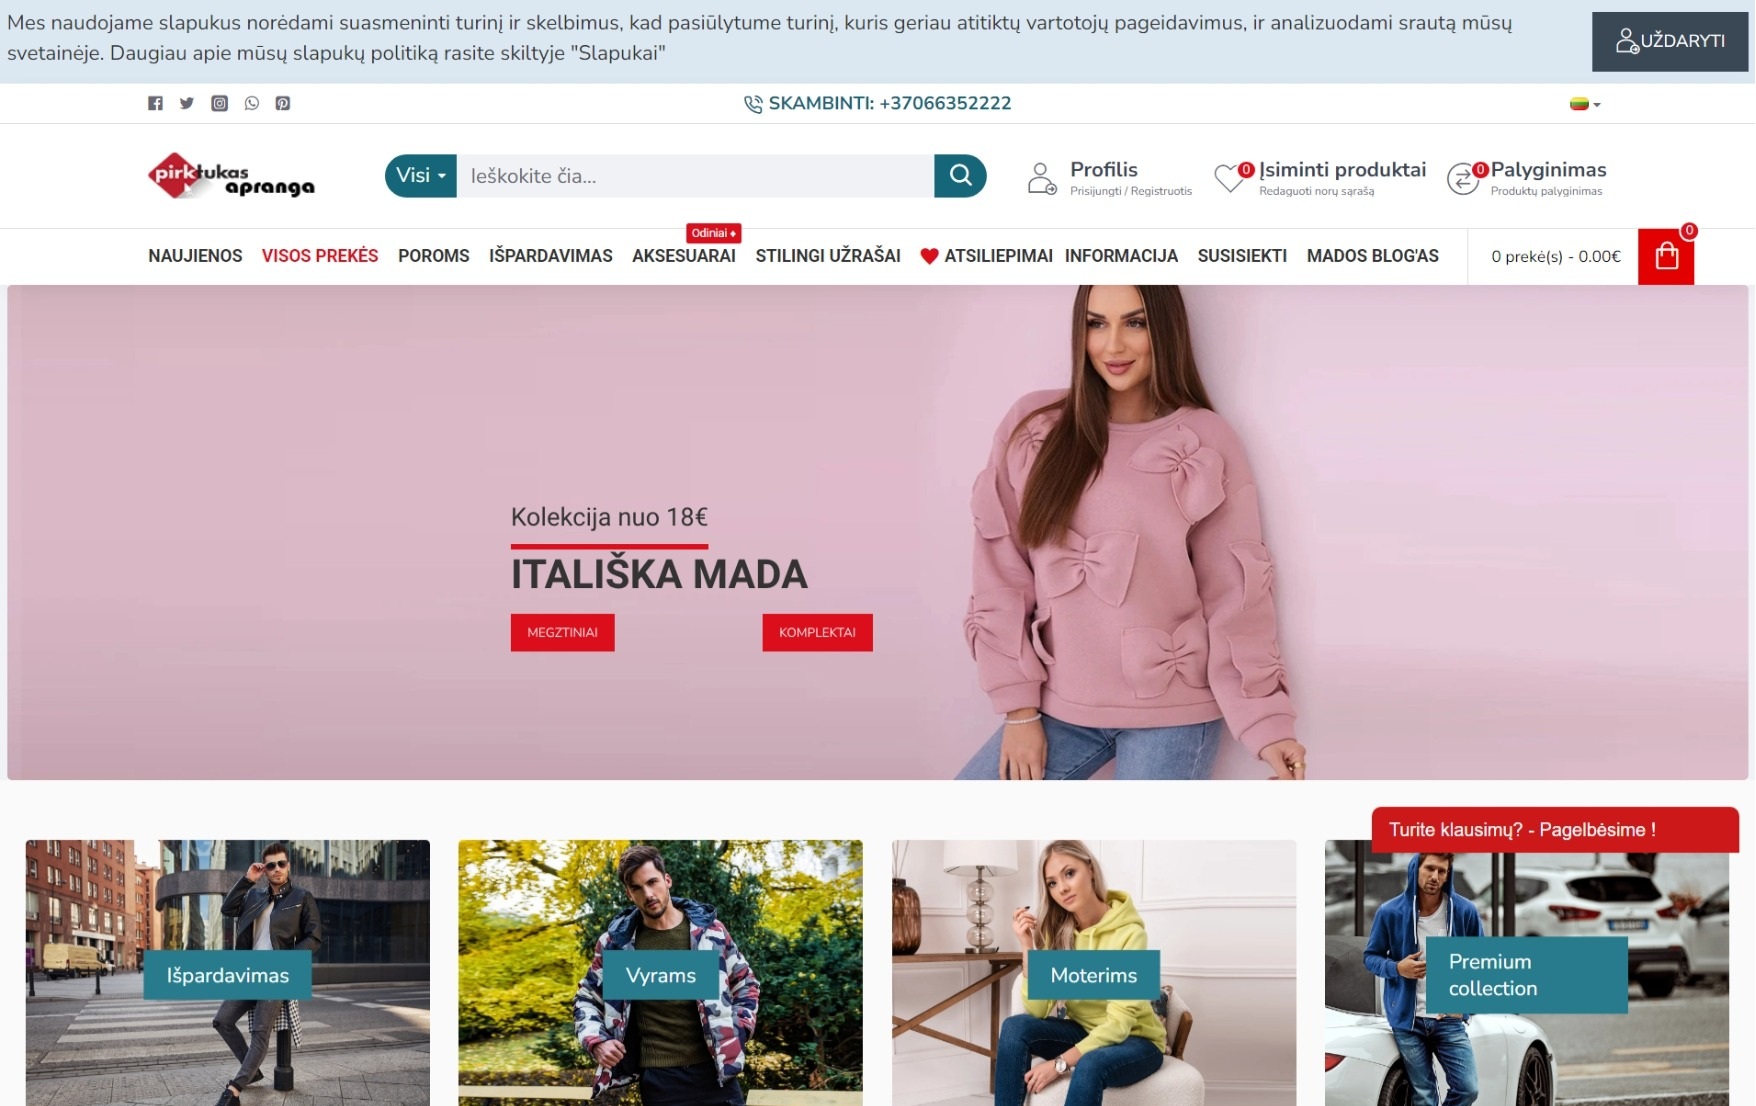 Mes naudojame slapukus norėdami suasmeninti turinį ir skelbimus, kad pasiūlytume turinį, kuris geriau atitiktų vartotojų pageidavimus, ir analizuodami srautą mūsų
svetainėje. Daugiau apie mūsų slapukų politiką rasite skiltyje "Slapukai"
UŽDARYTI
SKAMBINTI: +37066352222
pirktukas
apranga
Visi
Ieškokite čia...
Profilis
Prisijungti / Registruotis
0
Įsiminti produktai
Redaguoti norų sąrašą
0
Palyginimas
Produktų palyginimas
Odiniai ♦
NAUJIENOS VISOS PREKĖS POROMS IŠPARDAVIMAS AKSESUARAI STILINGI UŽRAŠAI ATSILIEPIMAI INFORMACIJA SUSISIEKTI MADOS BLOG'AS
0 prekė(s) - 0.00€
0
Kolekcija nuo 18€
ITALIŠKA MADA
MEGZTINIAI
KOMPLEKTAI
Turite klausimų? - Pagelbėsime !
Išpardavimas
Vyrams
Moterims
Premium
collection